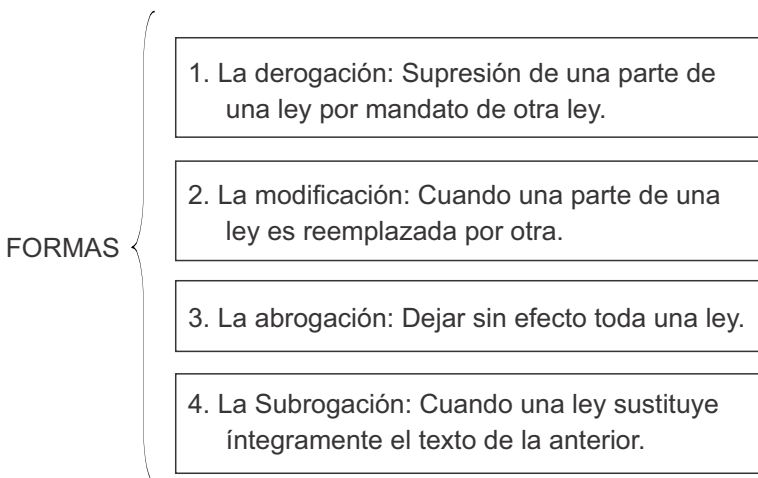 FORMAS
1. La derogación: Supresión de una parte de
una ley por mandato de otra ley.
2. La modificación: Cuando una parte de una
ley es reemplazada por otra.
3. La abrogación: Dejar sin efecto toda una ley.
4. La Subrogación: Cuando una ley sustituye
íntegramente el texto de la anterior.